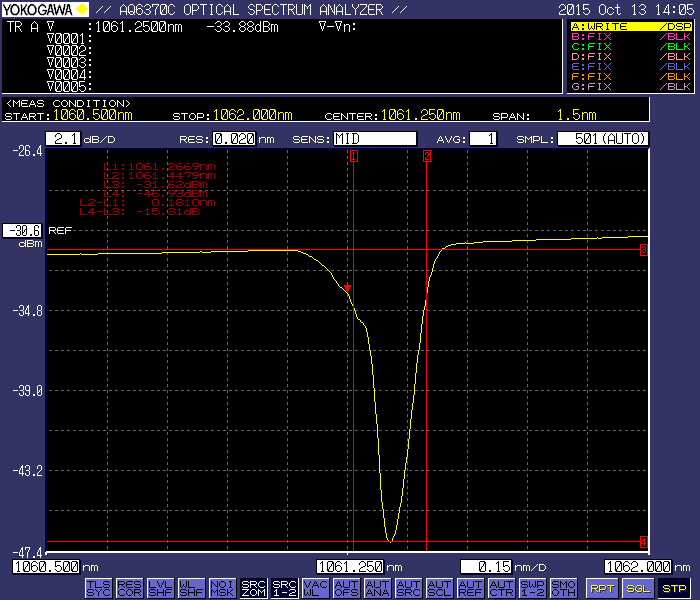 YOKOGAWA // AQ6370C OPTICAL SPECTRUM ANALYZER // 2015 Oct 13 14:05
TR A ∇ :1061.2500nm -33.88dBm ∇-∇n:
∇0001:
∇0002:
∇0003:
∇0004:
∇0005:
A:WRITE /DSP
B:FIX /BLK
C:FIX /BLK
D:FIX /BLK
E:FIX /BLK
F:FIX /BLK
G:FIX /BLK
<MEAS CONDITION>
START:1060.500nm STOP:1062.000nm CENTER:1061.250nm SPAN: 1.5nm
2.1 dB/D RES:0.020 nm SENS:MID AVG: 1 SMPL: 501(AUTO)
-26.4
1 2
L1:1061.2669nm
L2:1061.4479nm
L3: -31.62dBm
L4: -46.93dBm
L2-L1: 0.1810nm
L4-L3: -15.31dB
-30.6 REF
dBm
3
-34.8
-39.0
-43.2
4
-47.4
1060.500 nm 1061.250 nm 0.15 nm/D 1062.000 nm
TLS SYC RES COR LVL SHF WL SHF NOI MSK SRC ZOM SRC 1-2 VAC WL AUT OFS AUT ANA AUT SRC AUT SCL AUT REF AUT CTR SWP 1-2 SMO OTH RPT SGL STP